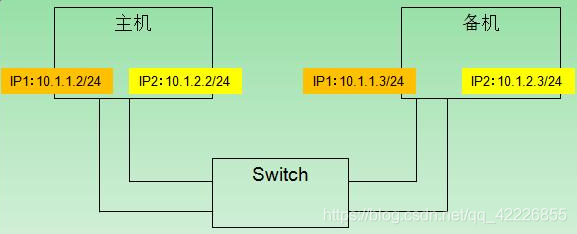 主机
备机
IP1：10.1.1.2/24
IP2：10.1.2.2/24
IP1：10.1.1.3/24
IP2：10.1.2.3/24
Switch
https://blog.csdn.net/qq_42226855